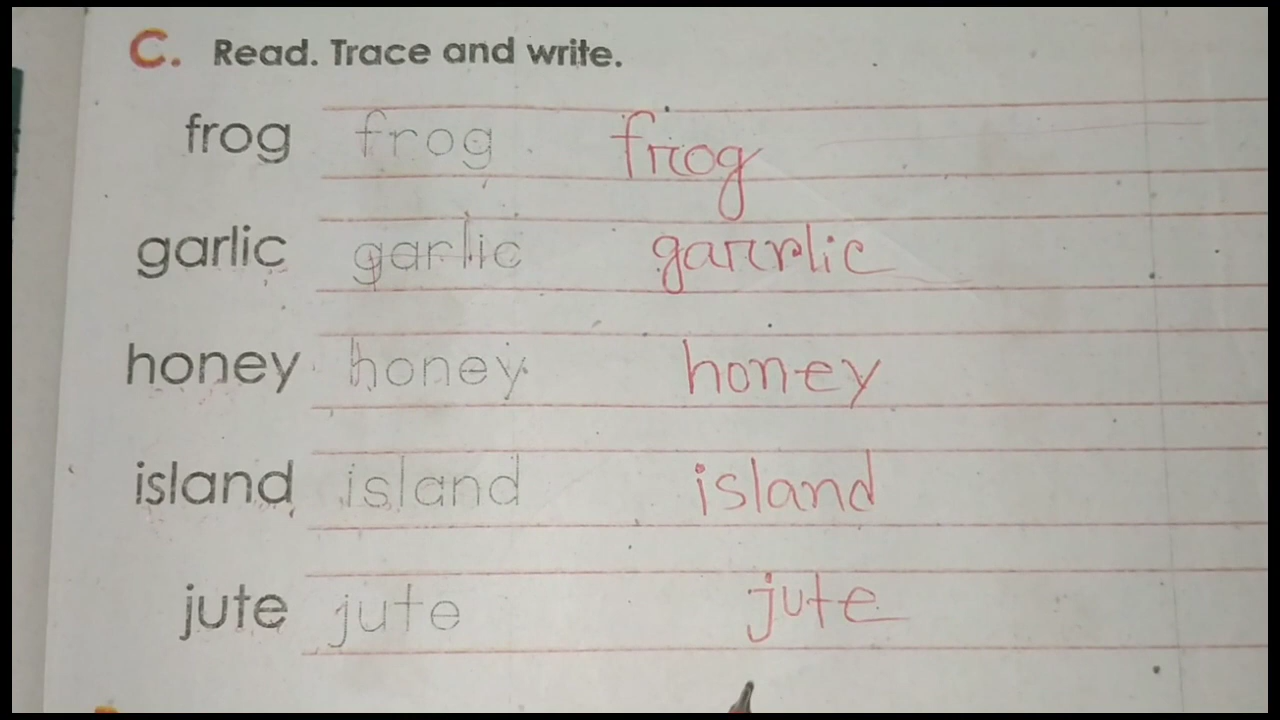 C. Read. Trace and write.
frog frog frog
garlic garlic garrlic
honey honey honey
island island island
jute jute jute